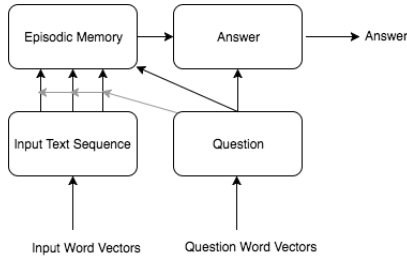 Episodic Memory
Answer
Answer
Input Text Sequence
Question
Input Word Vectors
Question Word Vectors